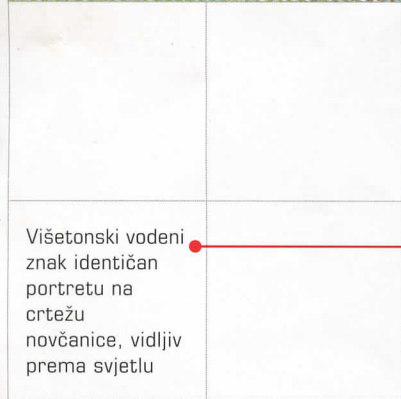 Višetonski vodeni
znak identičan
portretu na
crtežu
novčanice, vidljiv
prema svjetlu